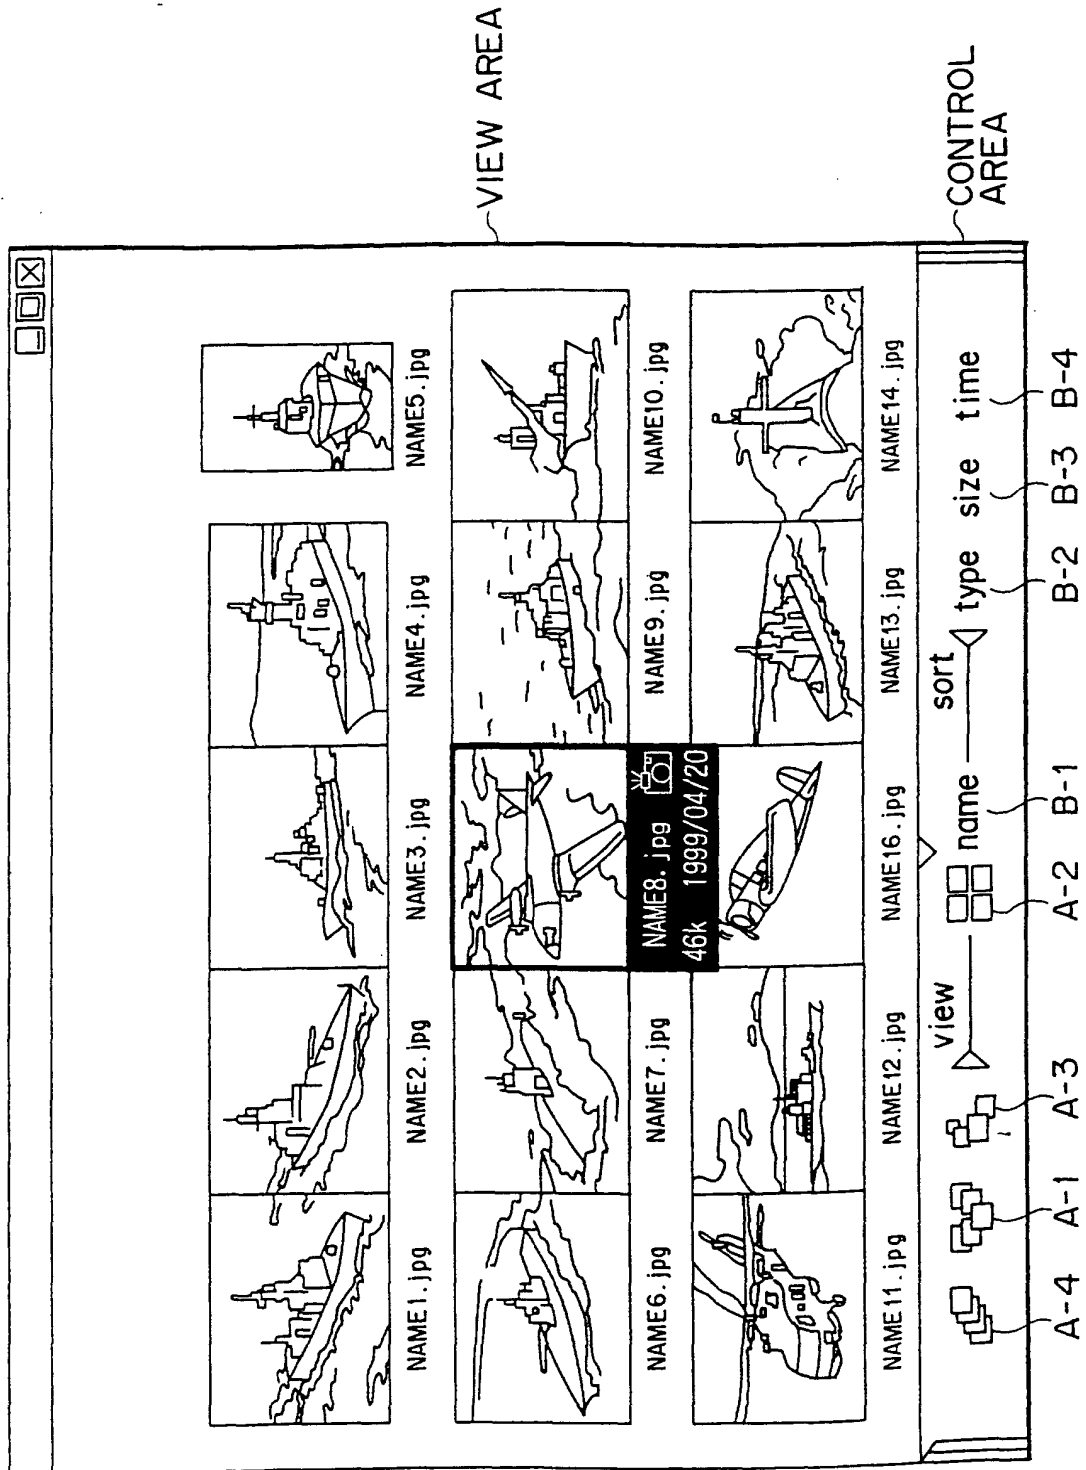 VIEW AREA
NAME1.jpg
NAME2.jpg
NAME3.jpg
NAME4.jpg
NAME5.jpg
NAME6.jpg
NAME7.jpg
NAME8.jpg
46k 1999/04/20
NAME9.jpg
NAME10.jpg
NAME11.jpg
NAME12.jpg
NAME16.jpg
NAME13.jpg
NAME14.jpg
CONTROL
AREA
view
sort
name
type size time
A-4 A-1 A-3 A-2 B-1 B-2 B-3 B-4